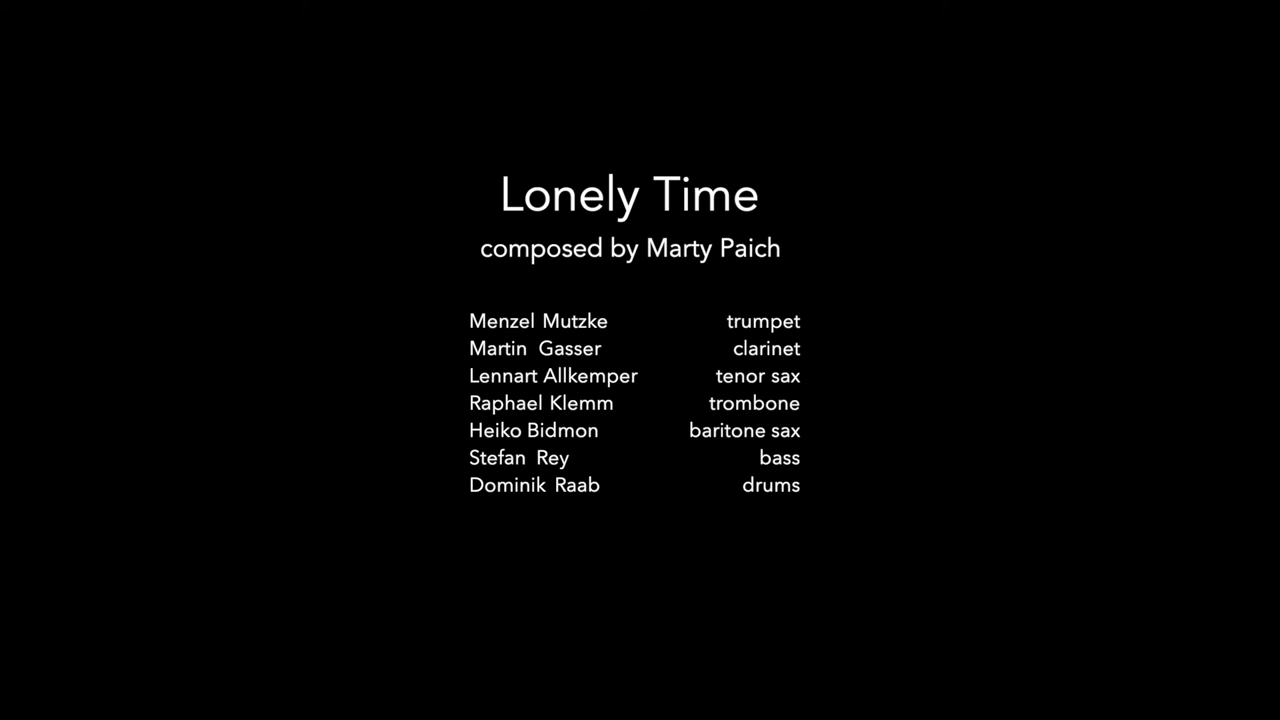 Lonely Time
composed by Marty Paich
Menzel Mutzke trumpet
Martin Gasser clarinet
Lennart Allkemper tenor sax
Raphael Klemm trombone
Heiko Bidmon baritone sax
Stefan Rey bass
Dominik Raab drums